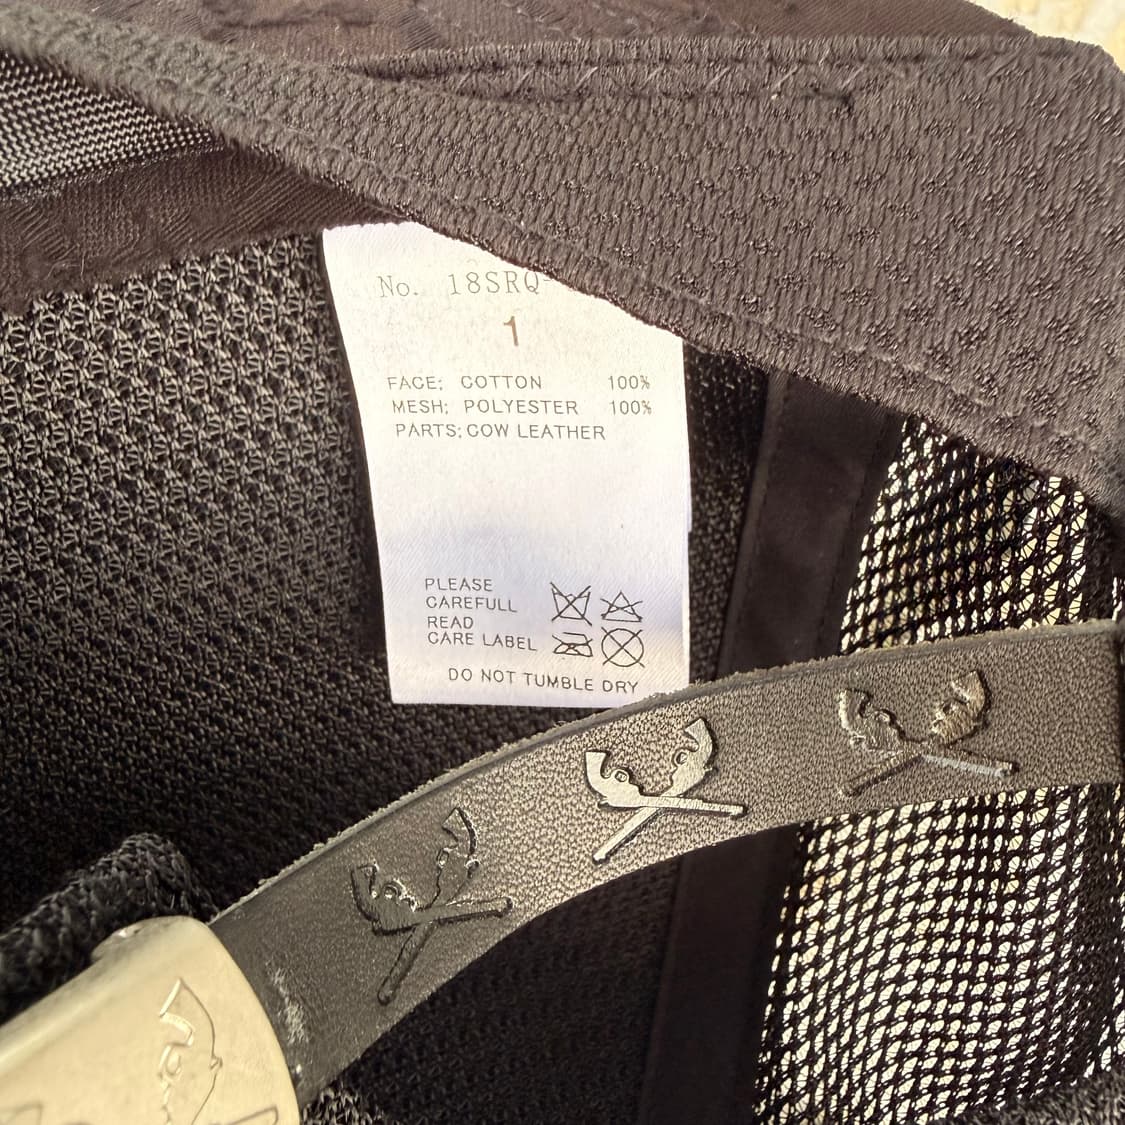 No. 18SRQ-
1
FACE; COTTON 100%
MESH; POLYESTER 100%
PARTS; COW LEATHER
PLEASE
CAREFULL
READ
CARE LABEL
DO NOT TUMBLE DRY